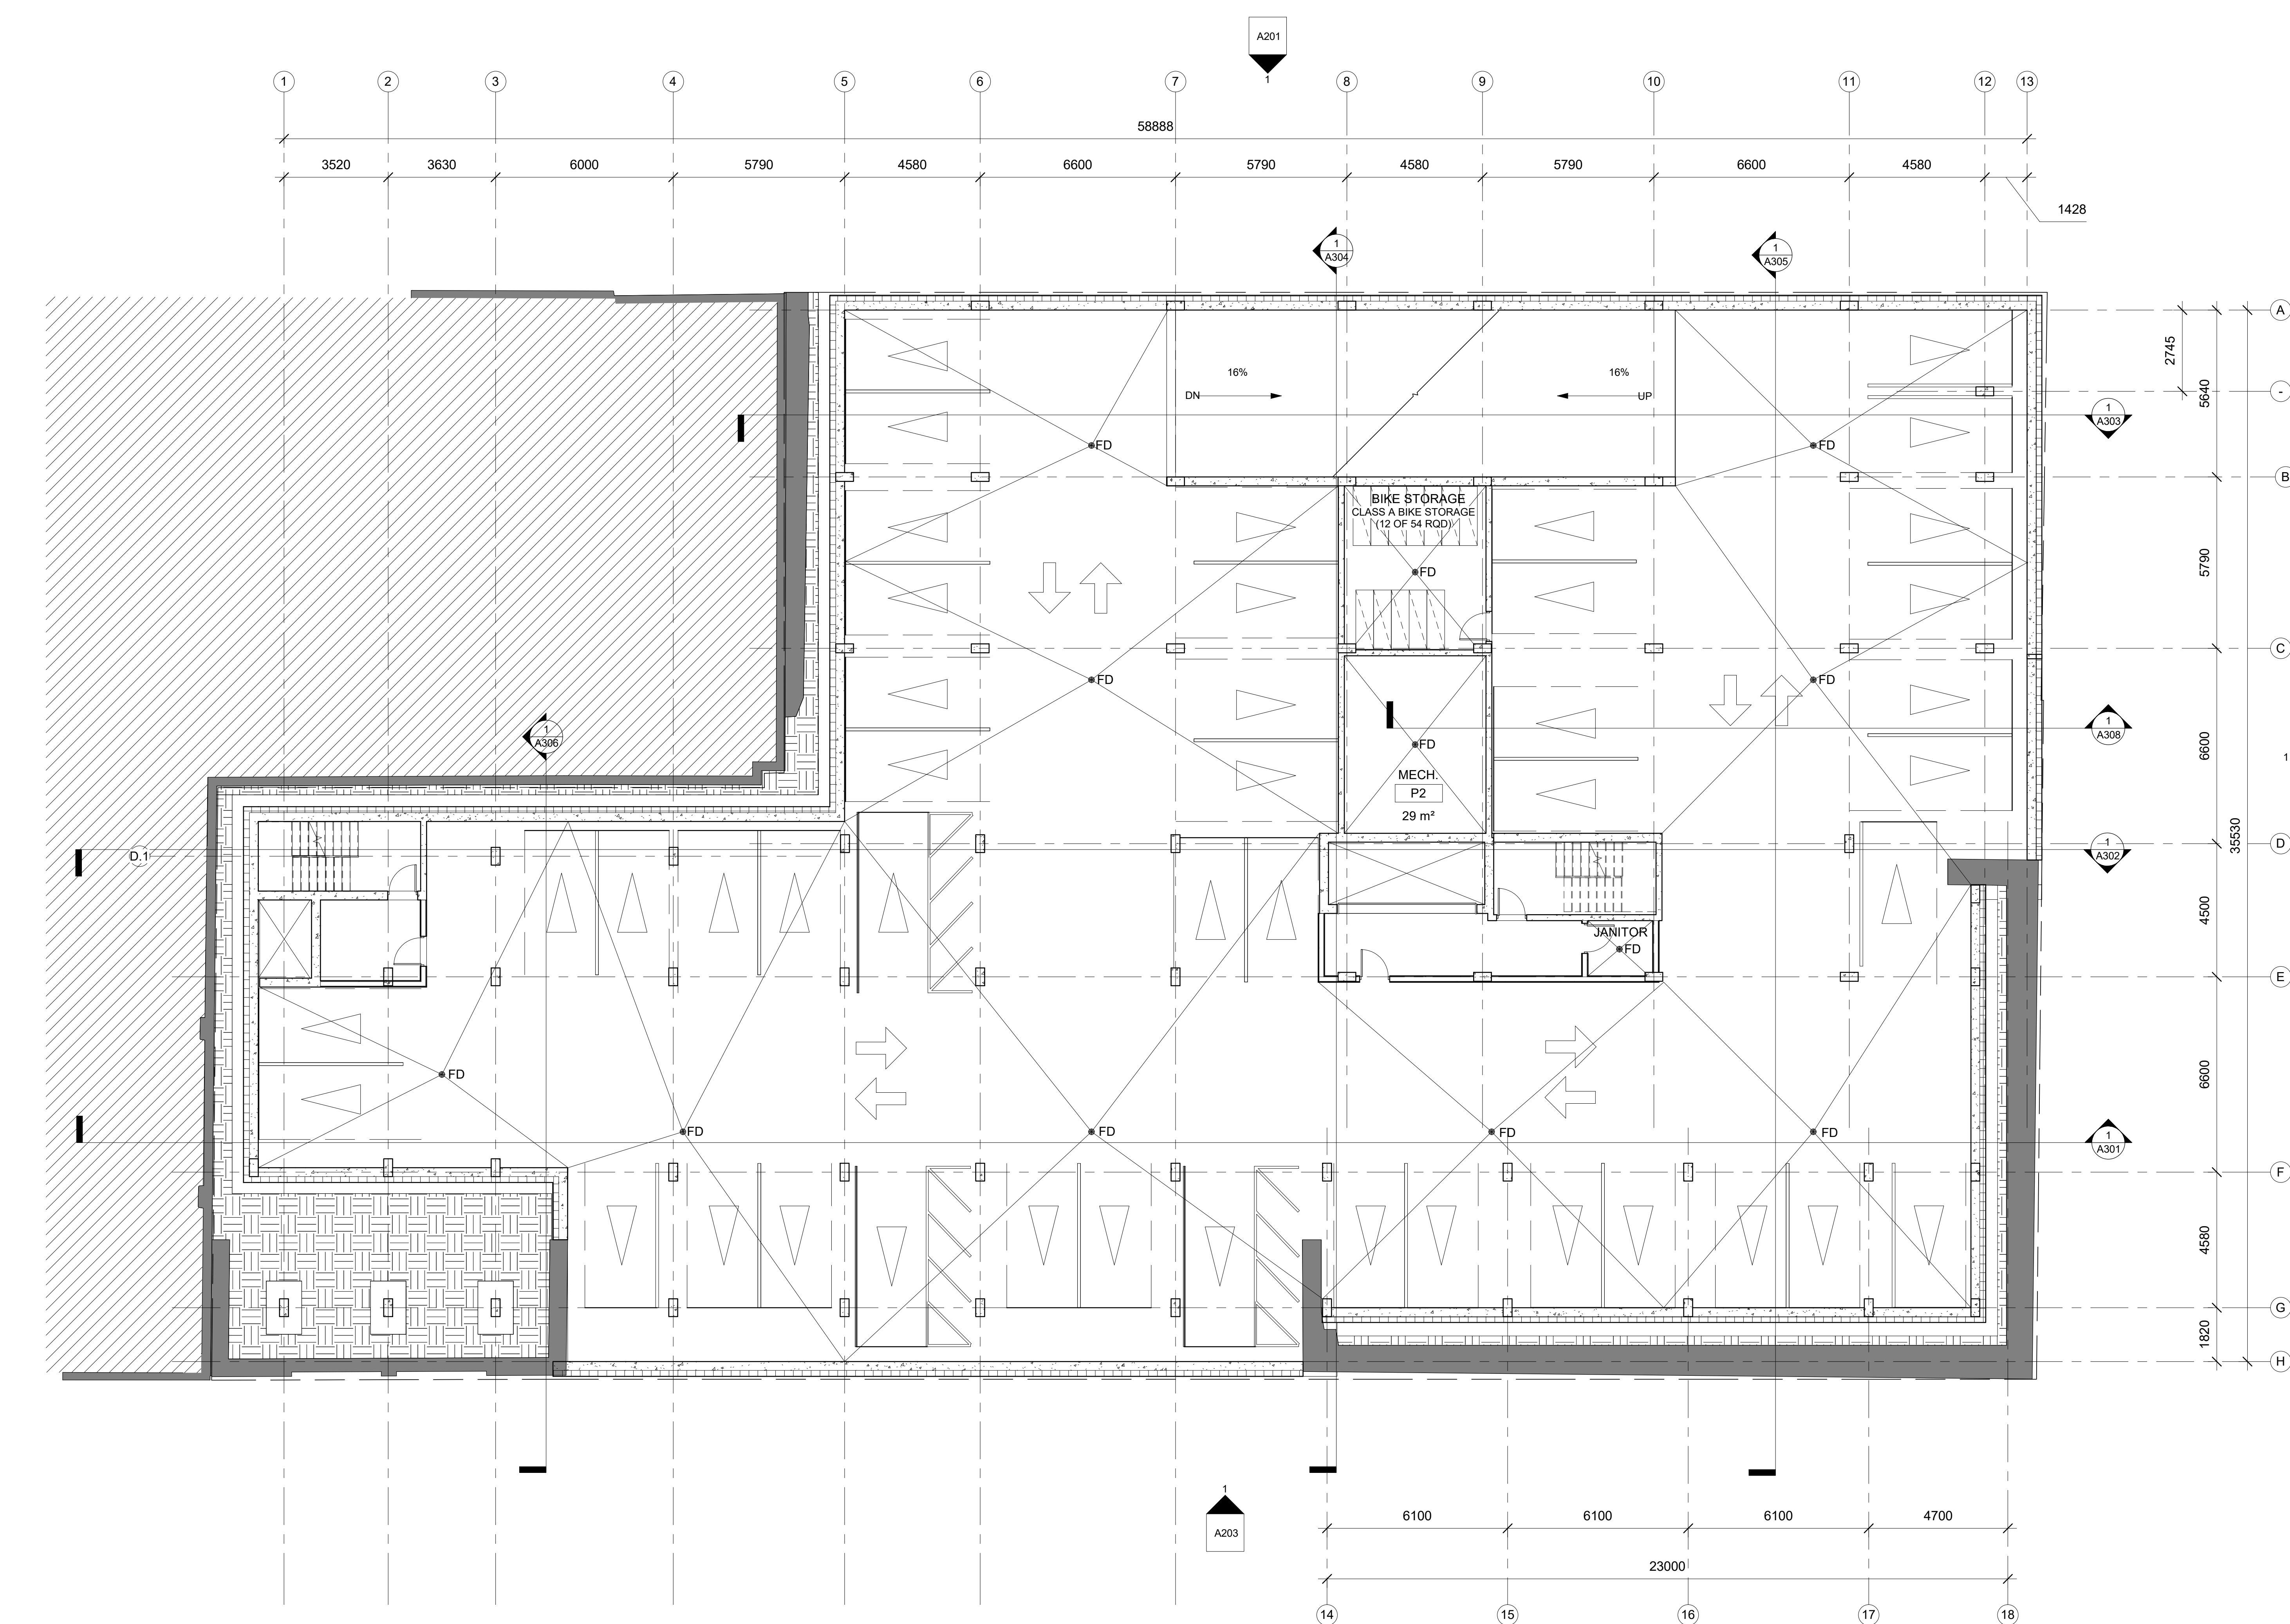 A201
1
1
2
3
4
5
6
7
8
9
10
11
12
13
58888
3520
3630
6000
5790
4580
6600
5790
4580
5790
6600
4580
1428
1
A304
1
A305
A
2745
16%
16%
5640
DN
UP
-
1
A303
FD
FD
B
BIKE STORAGE
CLASS A BIKE STORAGE
(12 OF 54 RQD)
5790
FD
C
FD
FD
1
A306
FD
1
A308
6600
1
MECH.
P2
29 m²
35530
D.1
1
A302
D
4500
JANITOR
FD
E
FD
6600
FD
FD
FD
FD
1
A301
F
4580
G
1820
H
1
A203
6100
6100
6100
4700
23000
14
15
16
17
18